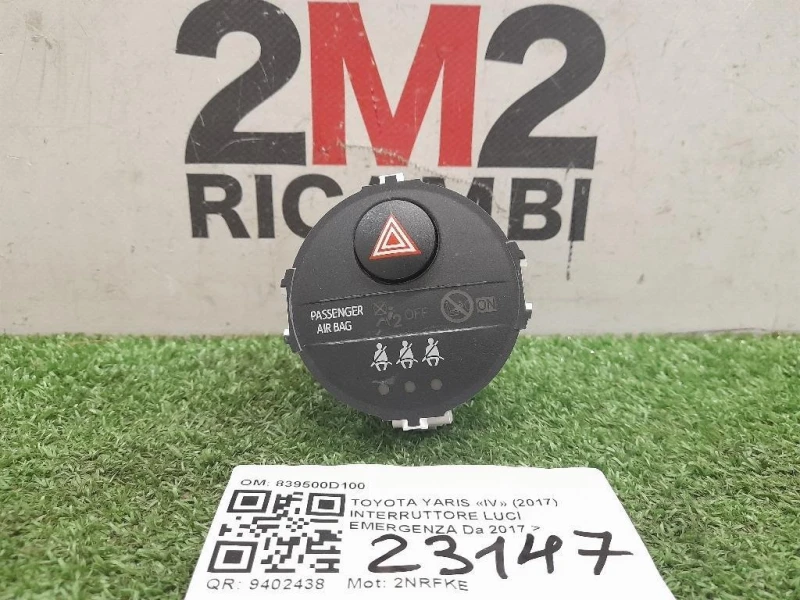 2M2
RICAMBI
PASSENGER
AIR BAG
2 OFF
ON
OM: 839500D100
TOYOTA YARIS «IV» (2017)
INTERRUTTORE LUCI
EMERGENZA Da 2017 >
23147
QR: 9402438 Mot: 2NRFKE